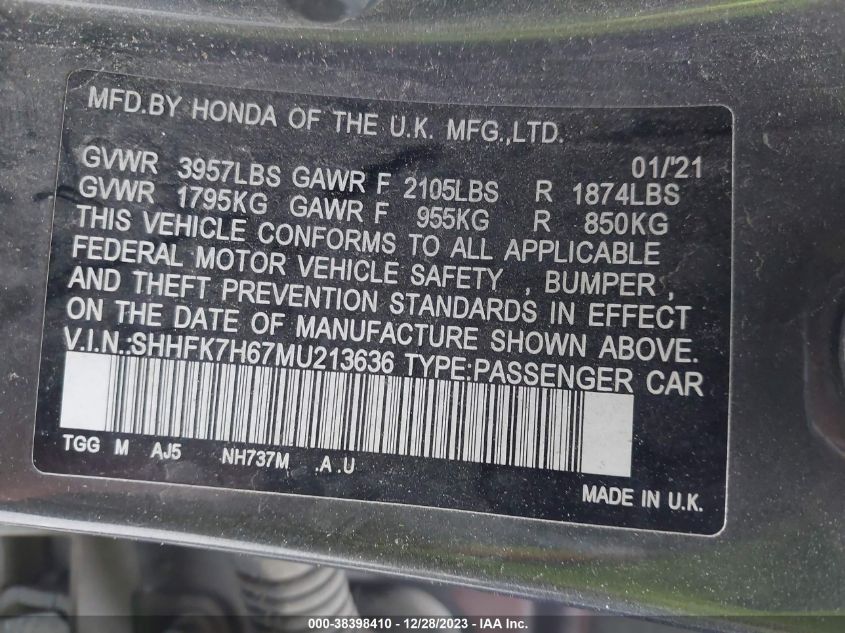 MFD.BY HONDA OF THE U.K. MFG.,LTD.
01/'21
GVWR 3957LBS GAWR F 2105LBS R 1874LBS
GVWR 1795KG GAWR F 955KG R 850KG
THIS VEHICLE CONFORMS TO ALL APPLICABLE
FEDERAL MOTOR VEHICLE SAFETY , BUMPER,
AND THEFT PREVENTION STANDARDS IN EFFECT
ON THE DATE OF MANUFACTURE SHOWN ABOVE.
V.I.N.:SHHFK7H67MU213636 TYPE:PASSENGER CAR
TGG M AJ5 NH737M .A .U
MADE IN U.K.
000-38398410 / 12/28/2023 - IAA Inc.